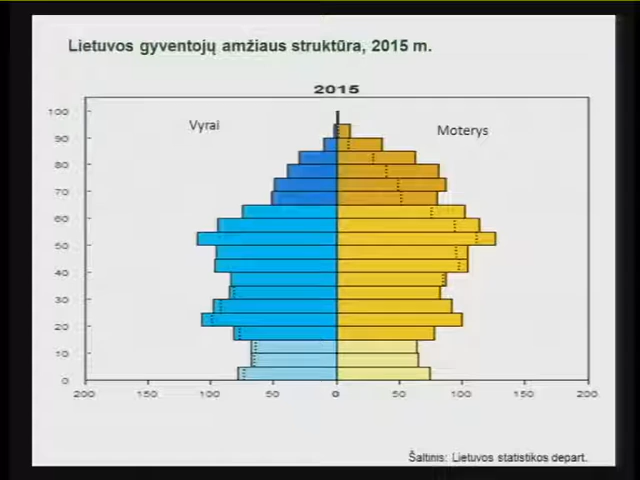 Lietuvos gyventojų amžiaus struktūra, 2015 m.
2015
Vyrai
Moterys
100
90
80
70
60
50
40
30
20
10
0
200 150 100 50 0 50 100 150 200
Šaltinis: Lietuvos statistikos depart.